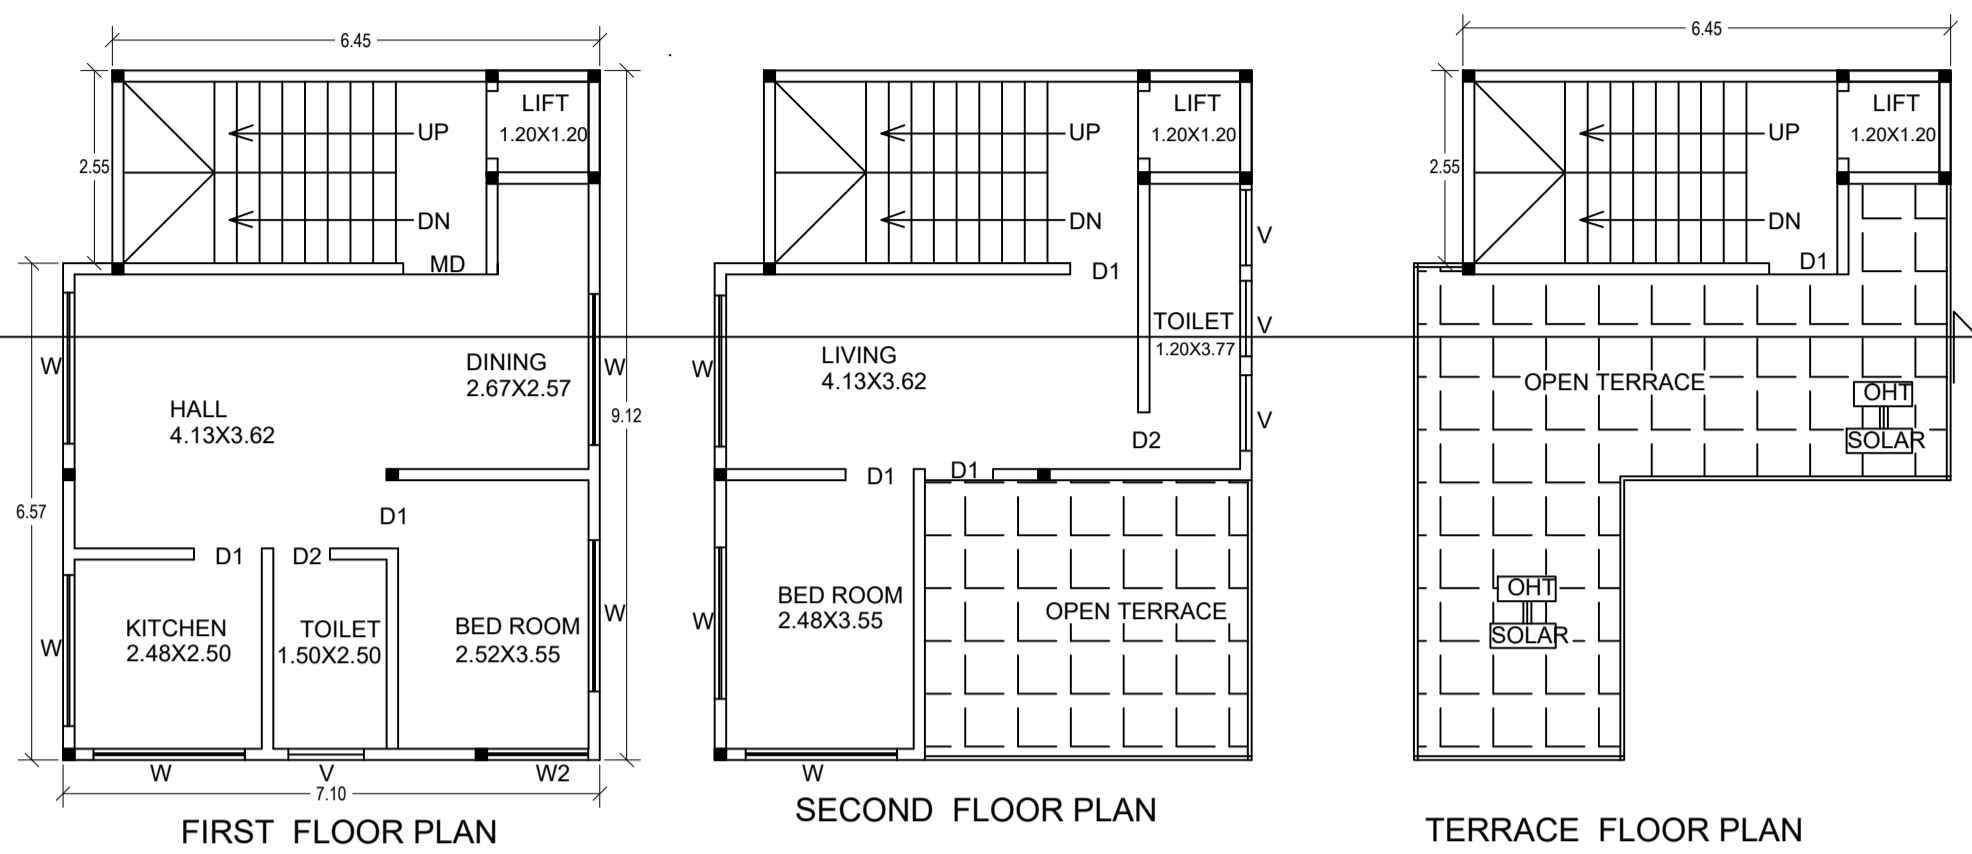 6.45
LIFT
1.20X1.20
UP
2.55
DN
MD
W
DINING
2.67X2.57
W
HALL
4.13X3.62
9.12
6.57
D1
D1
D2
KITCHEN
2.48X2.50
TOILET
1.50X2.50
BED ROOM
2.52X3.55
W
W
W
V
W2
7.10
FIRST FLOOR PLAN
LIFT
1.20X1.20
UP
DN
V
D1
TOILET
1.20X3.77
V
LIVING
4.13X3.62
W
V
D2
D1
D1
BED ROOM
2.48X3.55
W
OPEN TERRACE
W
SECOND FLOOR PLAN
6.45
LIFT
1.20X1.20
UP
2.55
DN
D1
OPEN TERRACE
OHT
SOLAR
OHT
SOLAR
TERRACE FLOOR PLAN